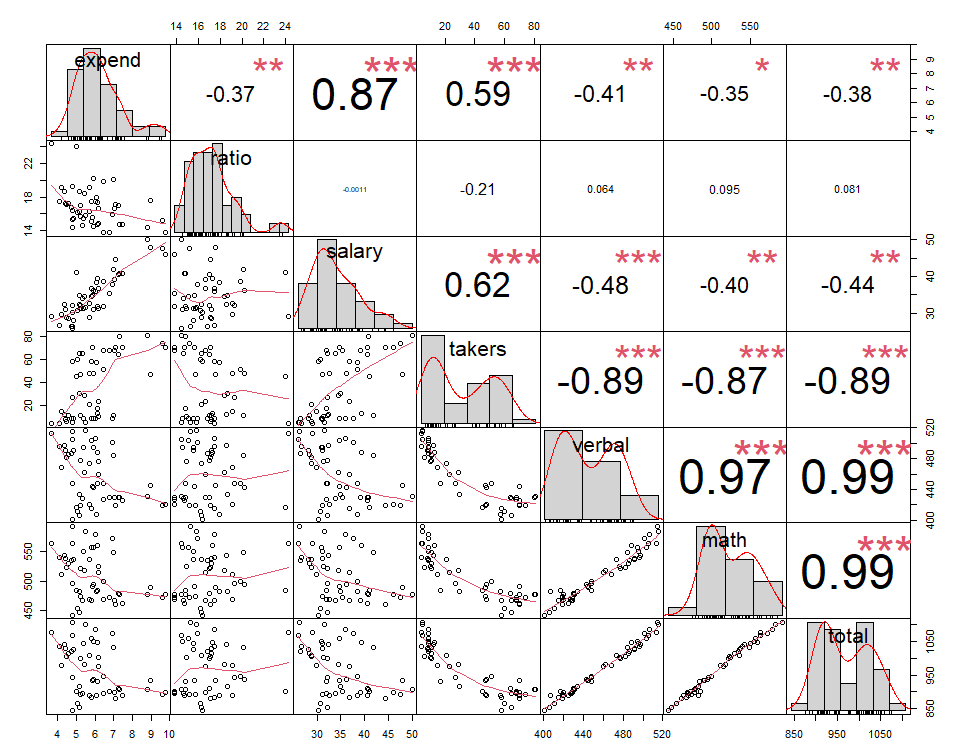 14 16 18 20 22 24 20 40 60 80 450 500 550
expend ** *** *** ** * **
-0.37 0.87 0.59 -0.41 -0.35 -0.38
4 5 6 7 8 9
ratio
-0.0011 -0.21 0.064 0.095 0.081
14 18 22
salary *** *** ** **
0.62 -0.48 -0.40 -0.44
30 40 50
takers *** *** ***
-0.89 -0.87 -0.89
20 40 60 80
verbal *** ***
0.97 0.99
400 440 480 520
math ***
0.99
450 500 550
total
850 950 1050
4 5 6 7 8 9 10 30 35 40 45 50 400 440 480 520 850 950 1050